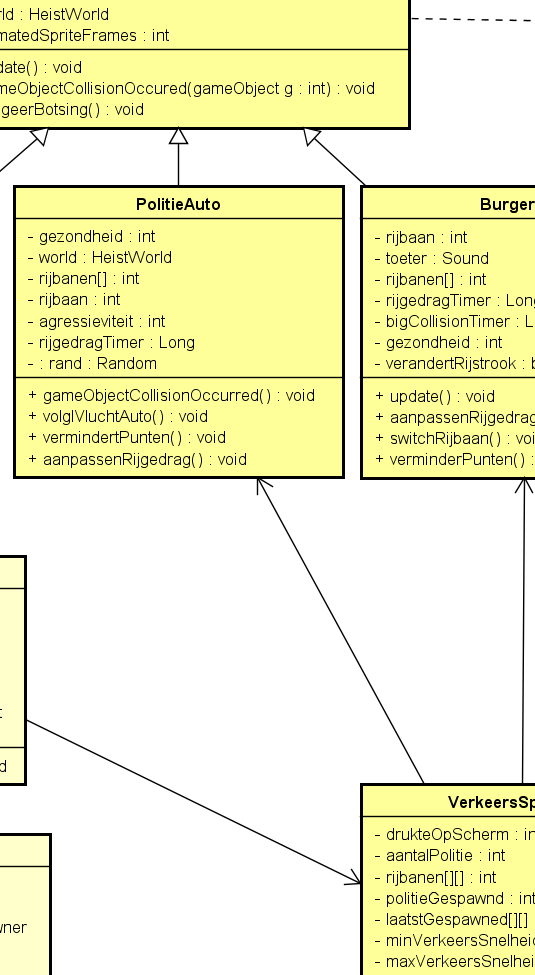 rld : HeistWorld
matedSpriteFrames : int
date() : void
meObjectCollisionOccured(gameObject g : int) : void
geerBotsing() : void
PolitieAuto
- gezondheid : int
- world : HeistWorld
- rijbanen[] : int
- rijbaan : int
- agressieviteit : int
- rijgedragTimer : Long
- : rand : Random
+ gameObjectCollisionOccurred() : void
+ volglVluchtAuto() : void
+ vermindertPunten() : void
+ aanpassenRijgedrag() : void
Burger
- rijbaan : int
- toeter : Sound
- rijbanen[] : int
- rijgedragTimer : Long
- bigCollisionTimer : L
- gezondheid : int
- verandertRijstrook : b
+ update() : void
+ aanpassenRijgedrag
+ switchRijbaan() : voi
+ verminderPunten() :
t
d
wner
VerkeersSp
- drukteOpScherm : in
- aantalPolitie : int
- rijbanen[][] : int
- politieGespawnd : int
- laatstGespawned[][]
- minVerkeersSnelheid
- maxVerkeersSnelhei